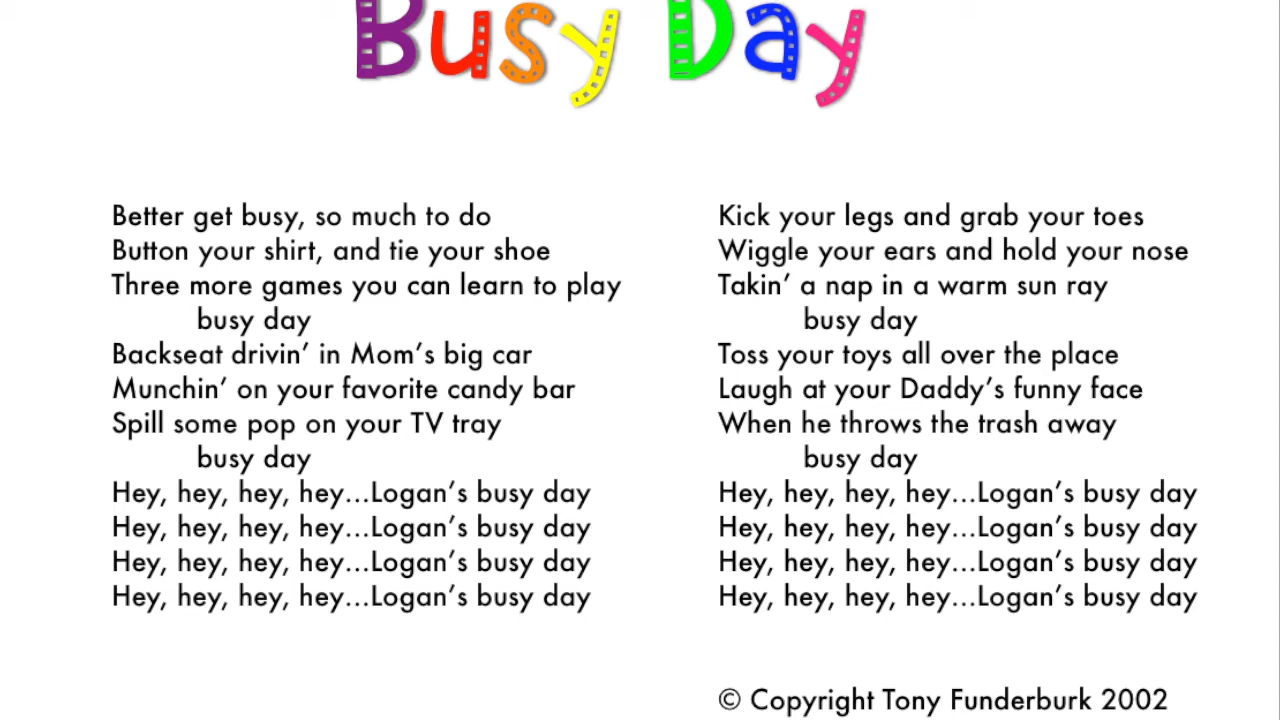 Busy Day
Better get busy, so much to do
Button your shirt, and tie your shoe
Three more games you can learn to play
busy day
Backseat drivin’ in Mom’s big car
Munchin’ on your favorite candy bar
Spill some pop on your TV tray
busy day
Hey, hey, hey, hey...Logan’s busy day
Hey, hey, hey, hey...Logan’s busy day
Hey, hey, hey, hey...Logan’s busy day
Hey, hey, hey, hey...Logan’s busy day
Kick your legs and grab your toes
Wiggle your ears and hold your nose
Takin’ a nap in a warm sun ray
busy day
Toss your toys all over the place
Laugh at your Daddy’s funny face
When he throws the trash away
busy day
Hey, hey, hey, hey...Logan’s busy day
Hey, hey, hey, hey...Logan’s busy day
Hey, hey, hey, hey...Logan’s busy day
Hey, hey, hey, hey...Logan’s busy day
© Copyright Tony Funderburk 2002